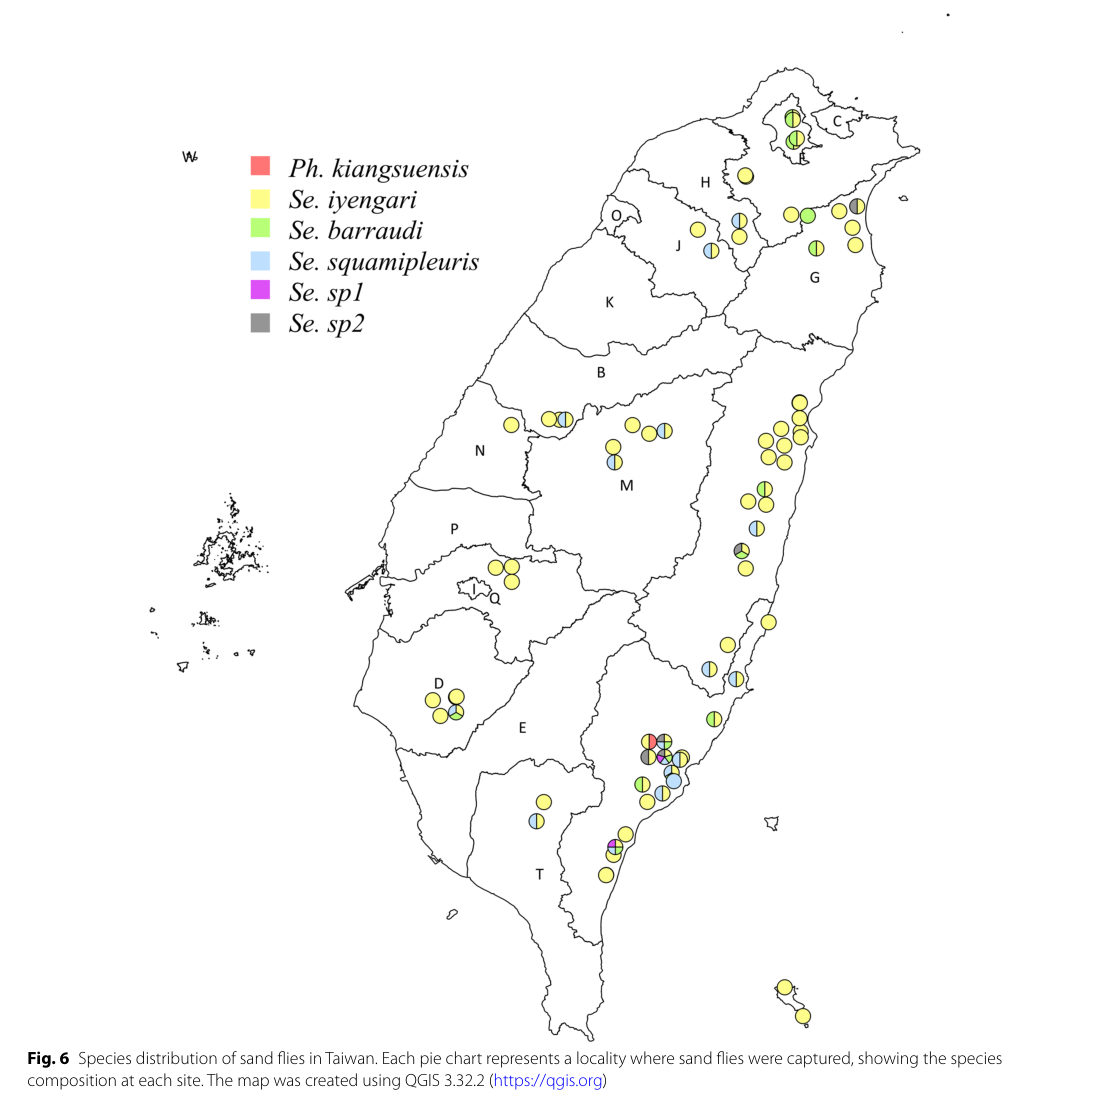 C
F
W
Ph. kiangsuensis
H
Se. iyengari
O
Se. barraudi
J
Se. squamipleuris
G
Se. sp1
K
Se. sp2
B
N
M
P
I
Q
D
E
T
Fig. 6 Species distribution of sand flies in Taiwan. Each pie chart represents a locality where sand flies were captured, showing the species
composition at each site. The map was created using QGIS 3.32.2 (https://qgis.org)